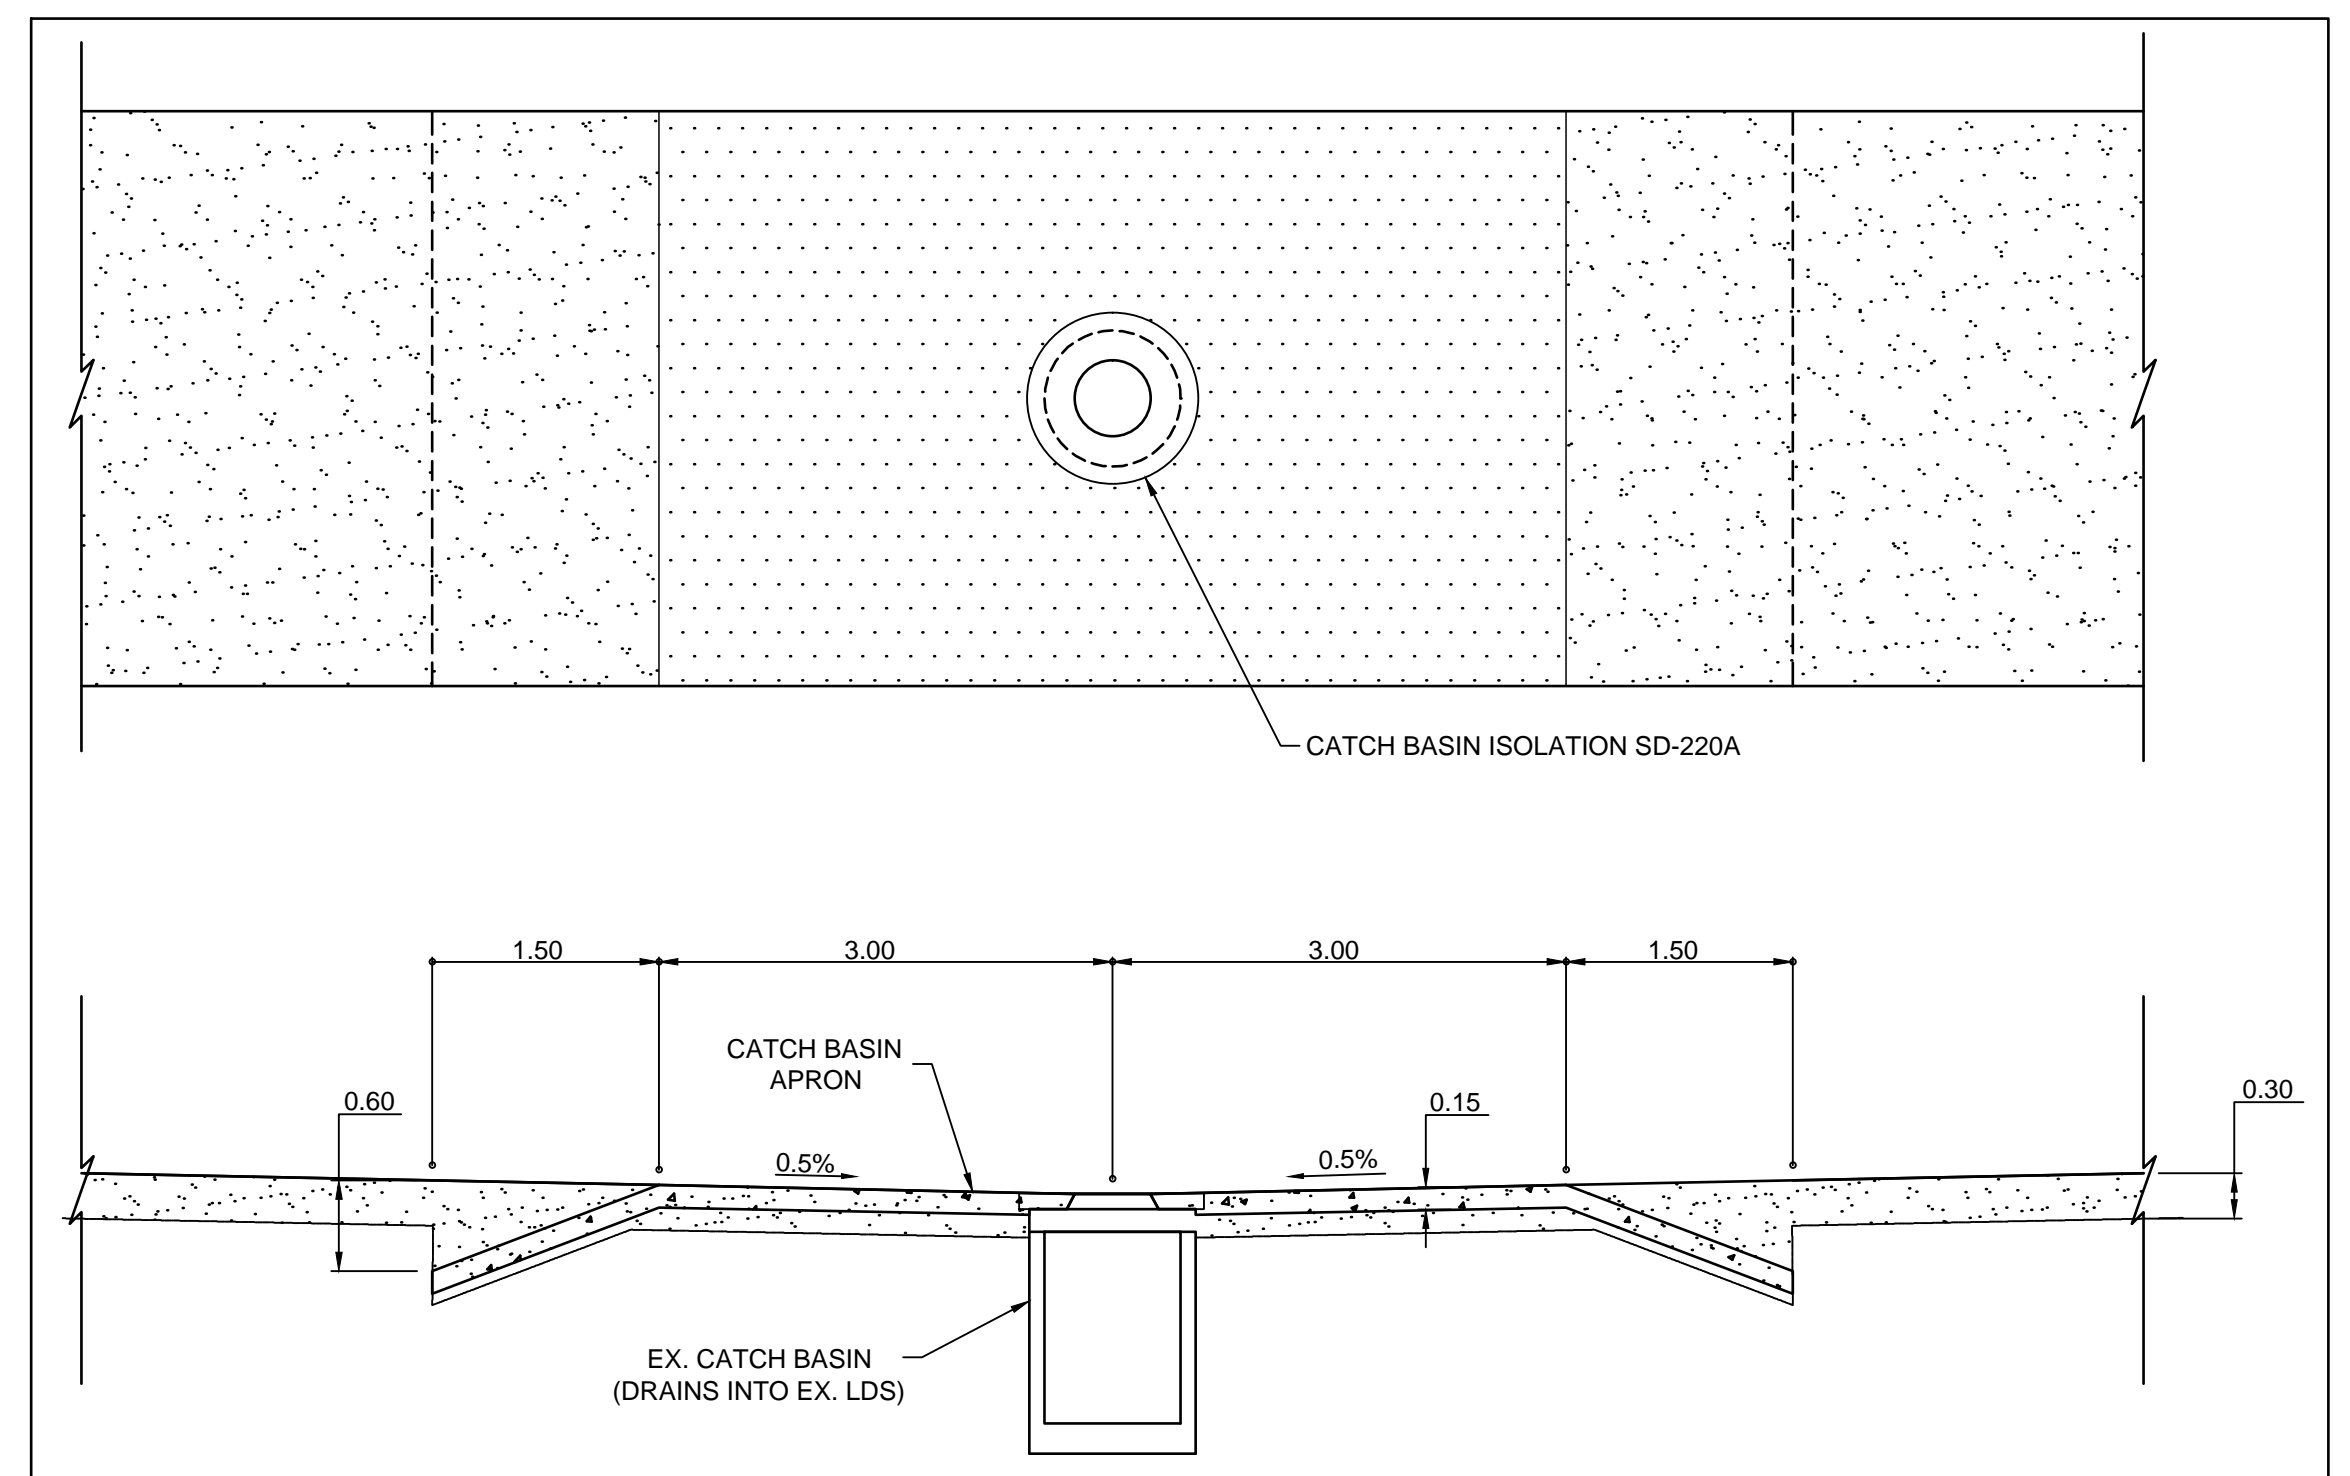 CATCH BASIN ISOLATION SD-220A
1.50
3.00
3.00
1.50
CATCH BASIN
APRON
0.60
0.15
0.30
0.5%
0.5%
EX. CATCH BASIN
(DRAINS INTO EX. LDS)